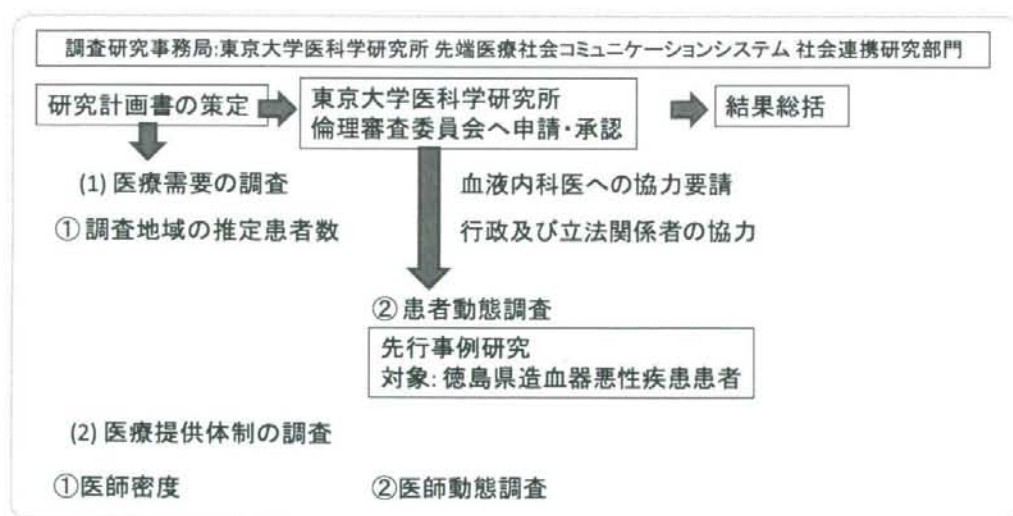 調査研究事務局:東京大学医科学研究所 先端医療社会コミュニケーションシステム 社会連携研究部門
研究計画書の策定
東京大学医科学研究所
倫理審査委員会へ申請・承認
結果総括
(1) 医療需要の調査
血液内科医への協力要請
① 調査地域の推定患者数
行政及び立法関係者の協力
② 患者動態調査
先行事例研究
対象: 徳島県造血器悪性疾患患者
(2) 医療提供体制の調査
①医師密度
②医師動態調査